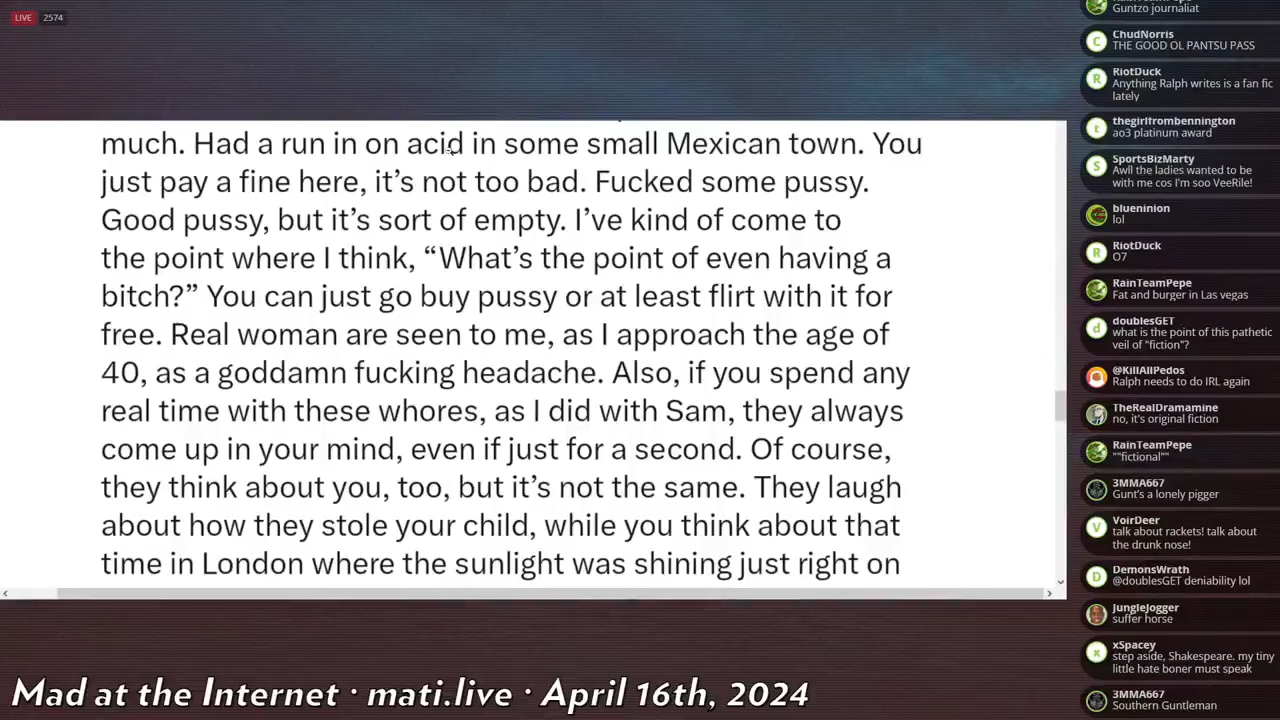 LIVE 2574
much. Had a run in on acid in some small Mexican town. You
just pay a fine here, it’s not too bad. Fucked some pussy.
Good pussy, but it’s sort of empty. I’ve kind of come to
the point where I think, “What’s the point of even having a
bitch?” You can just go buy pussy or at least flirt with it for
free. Real woman are seen to me, as I approach the age of
40, as a goddamn fucking headache. Also, if you spend any
real time with these whores, as I did with Sam, they always
come up in your mind, even if just for a second. Of course,
they think about you, too, but it’s not the same. They laugh
about how they stole your child, while you think about that
time in London where the sunlight was shining just right on
Mad at the Internet · mati.live · April 16th, 2024
Guntzo journaliat
ChudNorris
THE GOOD OL PANTSU PASS
RiotDuck
Anything Ralph writes is a fan fic
lately
thegirlfrombennington
ao3 platinum award
SportsBizMarty
Awll the ladies wanted to be
with me cos I'm soo VeeRile!
blueninion
lol
RiotDuck
O7
RainTeamPepe
Fat and burger in Las vegas
doublesGET
what is the point of this pathetic
veil of "fiction"?
@KillAllPedos
Ralph needs to do IRL again
TheRealDramamine
no, it's original fiction
RainTeamPepe
""fictional""
3MMA667
Gunt's a lonely pigger
VoirDeer
talk about rackets! talk about
the drunk nose!
DemonsWrath
@doublesGET deniability lol
JungleJogger
suffer horse
xSpacey
step aside, Shakespeare. my tiny
little hate boner must speak
3MMA667
Southern Guntleman